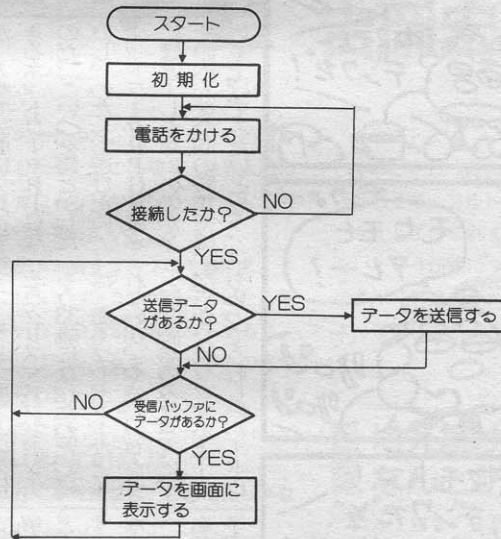 スタート
初期化
電話をかける
接続したか？
NO
YES
送信データ
があるか？
YES
データを送信する
NO
受信バッファに
データがあるか？
NO
YES
データを画面に
表示する